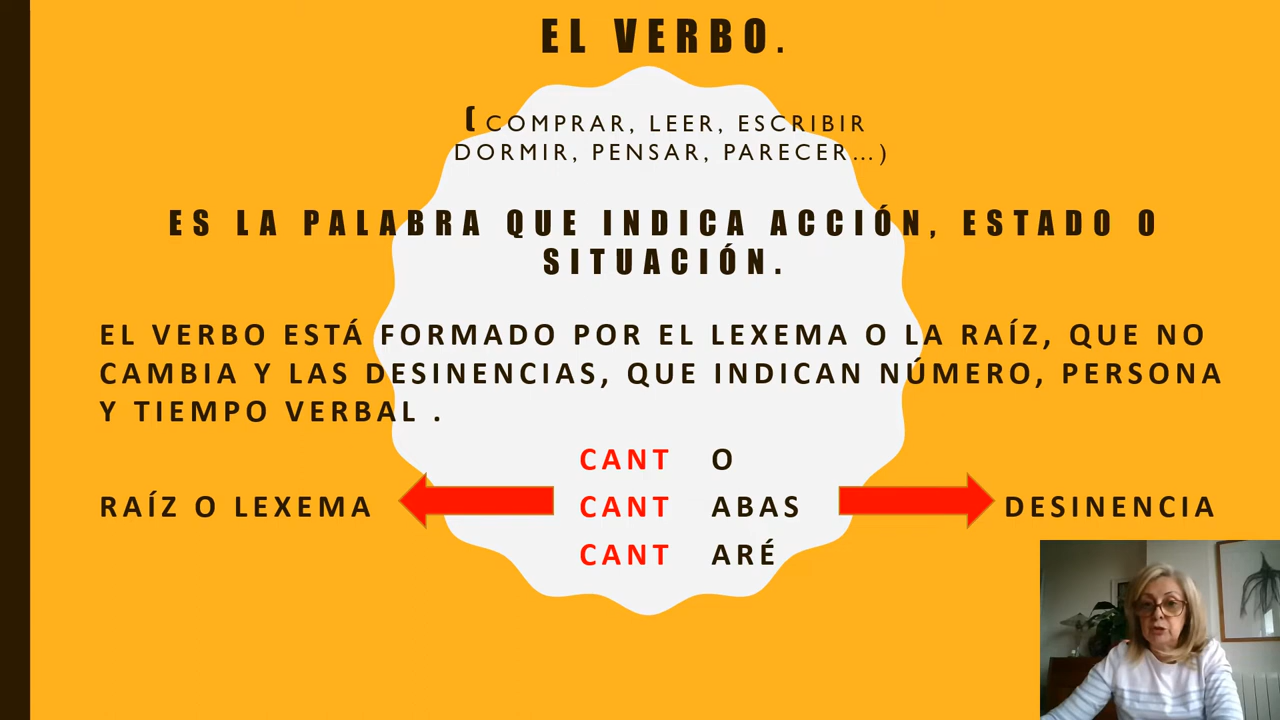 EL VERBO.
(COMPRAR, LEER, ESCRIBIR
DORMIR, PENSAR, PARECER...)
ES LA PALABRA QUE INDICA ACCIÓN, ESTADO O
SITUACIÓN.
EL VERBO ESTÁ FORMADO POR EL LEXEMA O LA RAÍZ, QUE NO
CAMBIA Y LAS DESINENCIAS, QUE INDICAN NÚMERO, PERSONA
Y TIEMPO VERBAL .
CANT O
RAÍZ O LEXEMA CANT ABAS DESINENCIA
CANT ARÉ